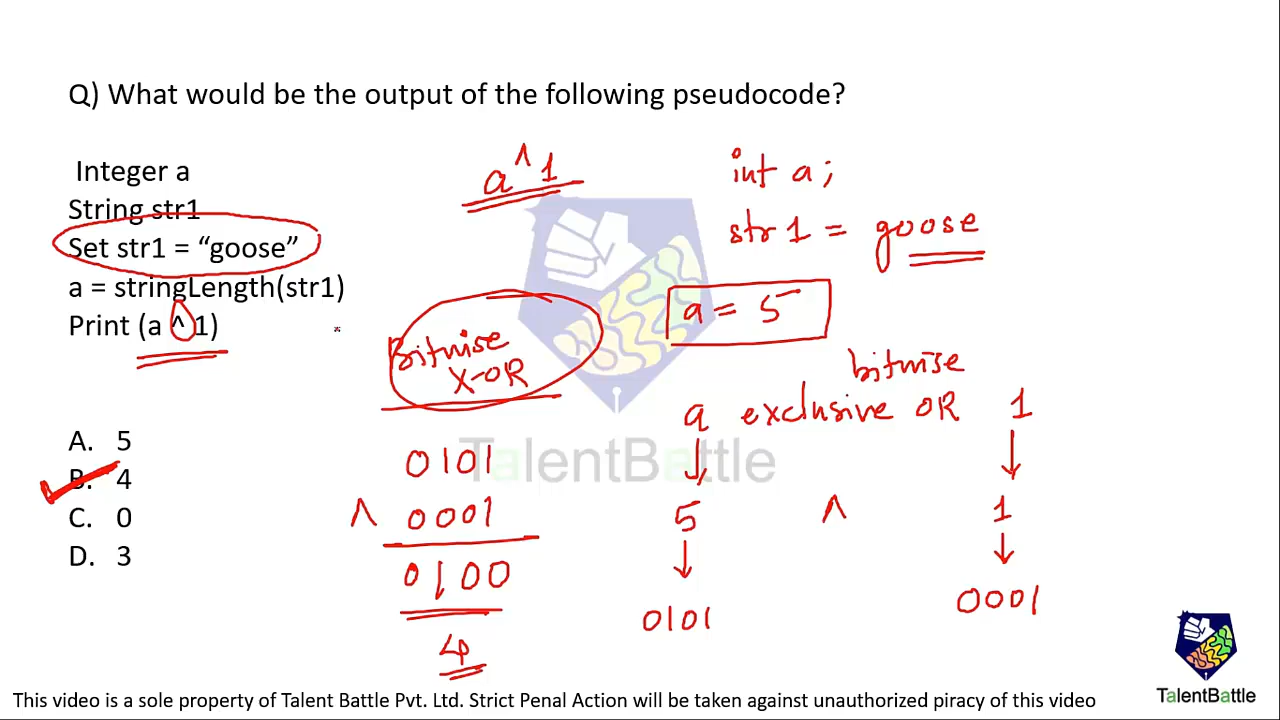 Q) What would be the output of the following pseudocode?
Integer a
String str1
Set str1 = “goose”
a = stringLength(str1)
Print (a ^ 1)
A. 5
B. 4
C. 0
D. 3
a ^ 1
Bitwise
X-OR
0101
^ 0001
0100
4
int a;
str1 = goose
a = 5
bitwise
a exclusive OR 1
5 ^ 1
0101 0001
TalentBattle
TalentBattle
This video is a sole property of Talent Battle Pvt. Ltd. Strict Penal Action will be taken against unauthorized piracy of this video